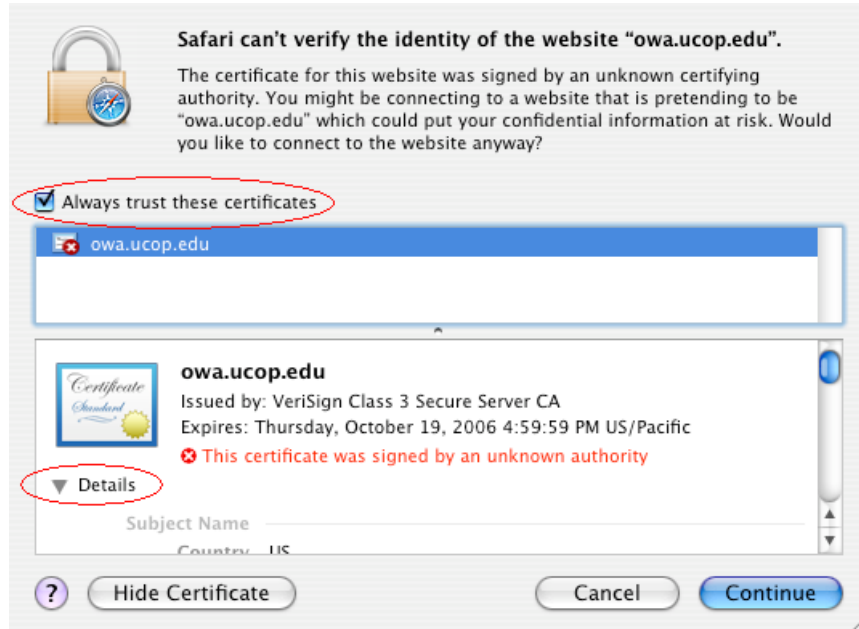 Safari can't verify the identity of the website “owa.ucop.edu”.
The certificate for this website was signed by an unknown certifying
authority. You might be connecting to a website that is pretending to be
“owa.ucop.edu” which could put your confidential information at risk. Would
you like to connect to the website anyway?
Always trust these certificates
owa.ucop.edu
Certificate
Standard
owa.ucop.edu
Issued by: VeriSign Class 3 Secure Server CA
Expires: Thursday, October 19, 2006 4:59:59 PM US/Pacific
This certificate was signed by an unknown authority
Details
Subject Name
Country US
? Hide Certificate Cancel Continue